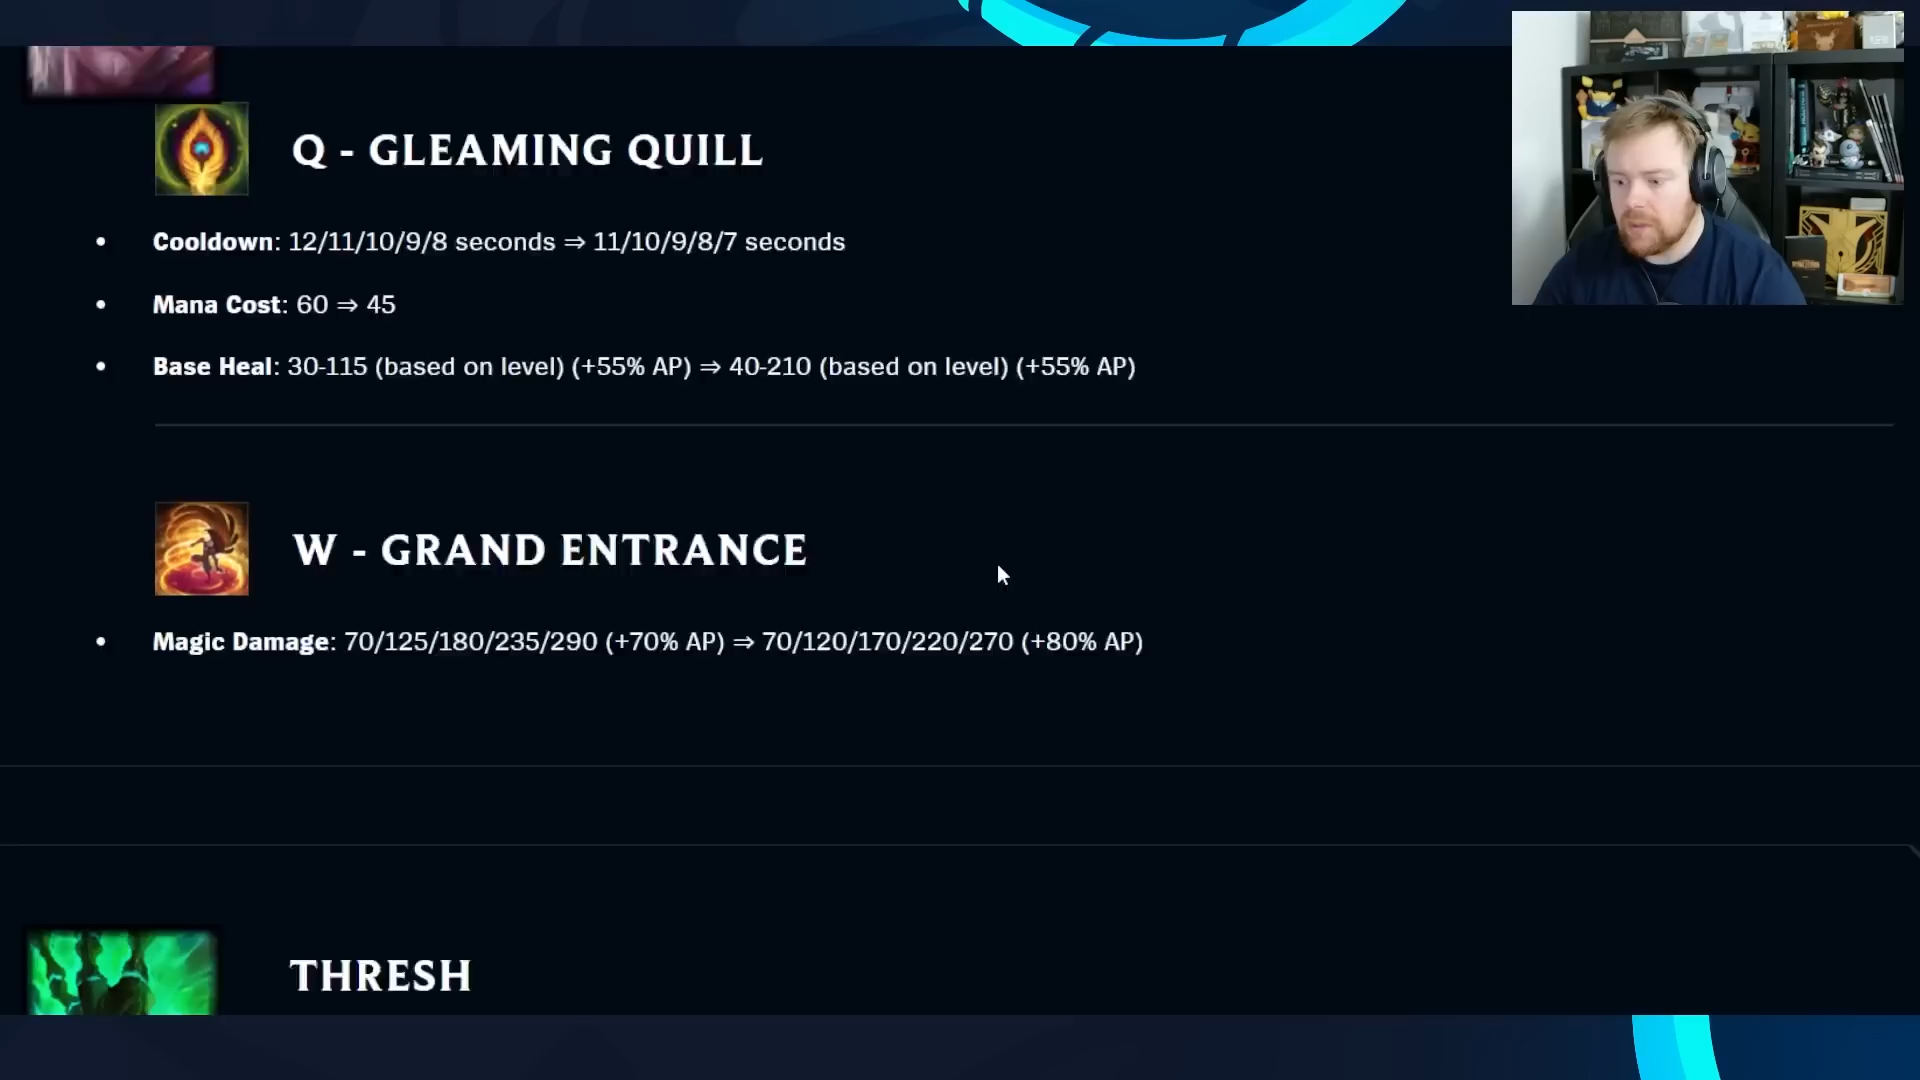 Q - GLEAMING QUILL
• Cooldown: 12/11/10/9/8 seconds ⇒ 11/10/9/8/7 seconds
• Mana Cost: 60 ⇒ 45
• Base Heal: 30-115 (based on level) (+55% AP) ⇒ 40-210 (based on level) (+55% AP)
W - GRAND ENTRANCE
• Magic Damage: 70/125/180/235/290 (+70% AP) ⇒ 70/120/170/220/270 (+80% AP)
THRESH